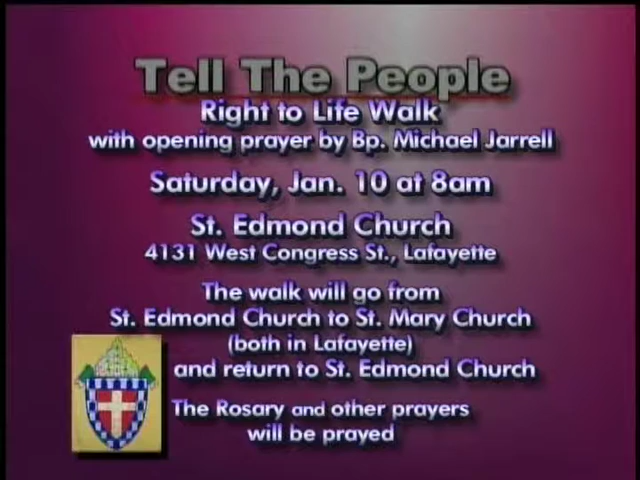 Tell The People
Right to Life Walk
with opening prayer by Bp. Michael Jarrell
Saturday, Jan. 10 at 8am
St. Edmond Church
4131 West Congress St., Lafayette
The walk will go from
St. Edmond Church to St. Mary Church
(both in Lafayette)
and return to St. Edmond Church
The Rosary and other prayers
will be prayed